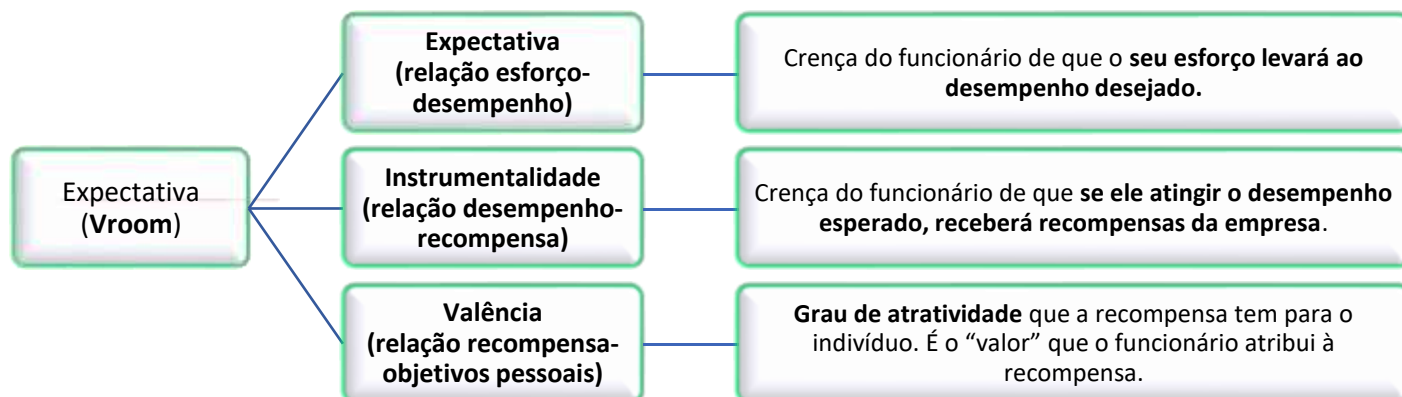 Expectativa
(Vroom)
Expectativa
(relação esforço-
desempenho)
Crença do funcionário de que o seu esforço levará ao
desempenho desejado.
Instrumentalidade
(relação desempenho-
recompensa)
Crença do funcionário de que se ele atingir o desempenho
esperado, receberá recompensas da empresa.
Valência
(relação recompensa-
objetivos pessoais)
Grau de atratividade que a recompensa tem para o
indivíduo. É o “valor” que o funcionário atribui à
recompensa.